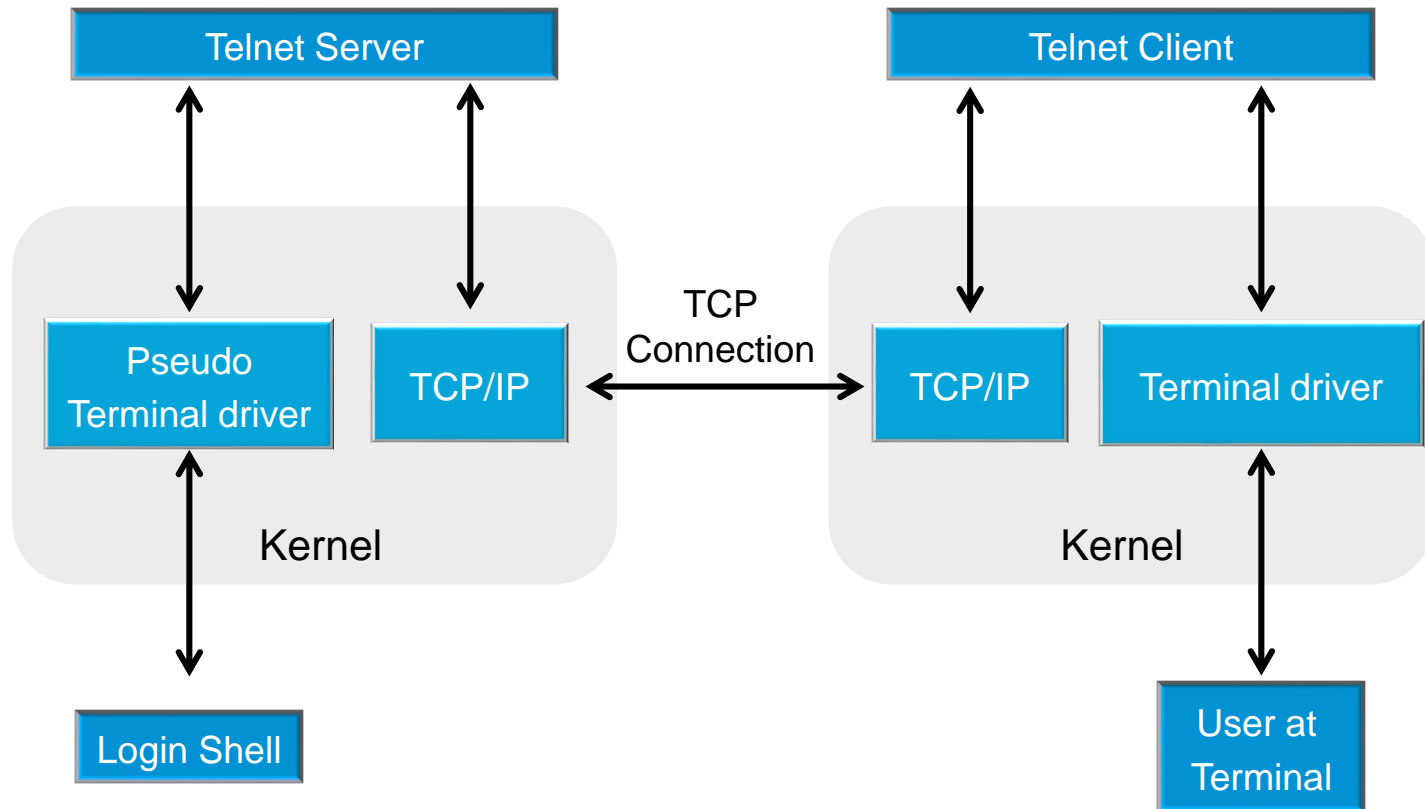 Telnet Server
Telnet Client
Pseudo
Terminal driver
TCP/IP
TCP
Connection
TCP/IP
Terminal driver
Kernel
Kernel
Login Shell
User at
Terminal